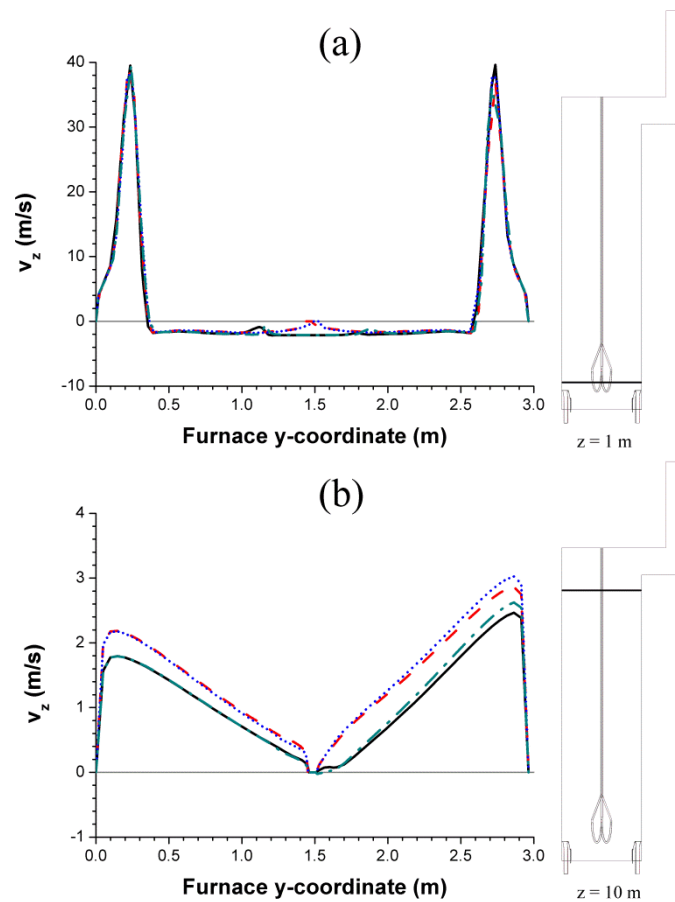 (a)
40
30
20
10
0
-10
v_z (m/s)
0.0 0.5 1.0 1.5 2.0 2.5 3.0
Furnace y-coordinate (m)
z = 1 m
(b)
4
3
2
1
0
-1
v_z (m/s)
0.0 0.5 1.0 1.5 2.0 2.5 3.0
Furnace y-coordinate (m)
z = 10 m